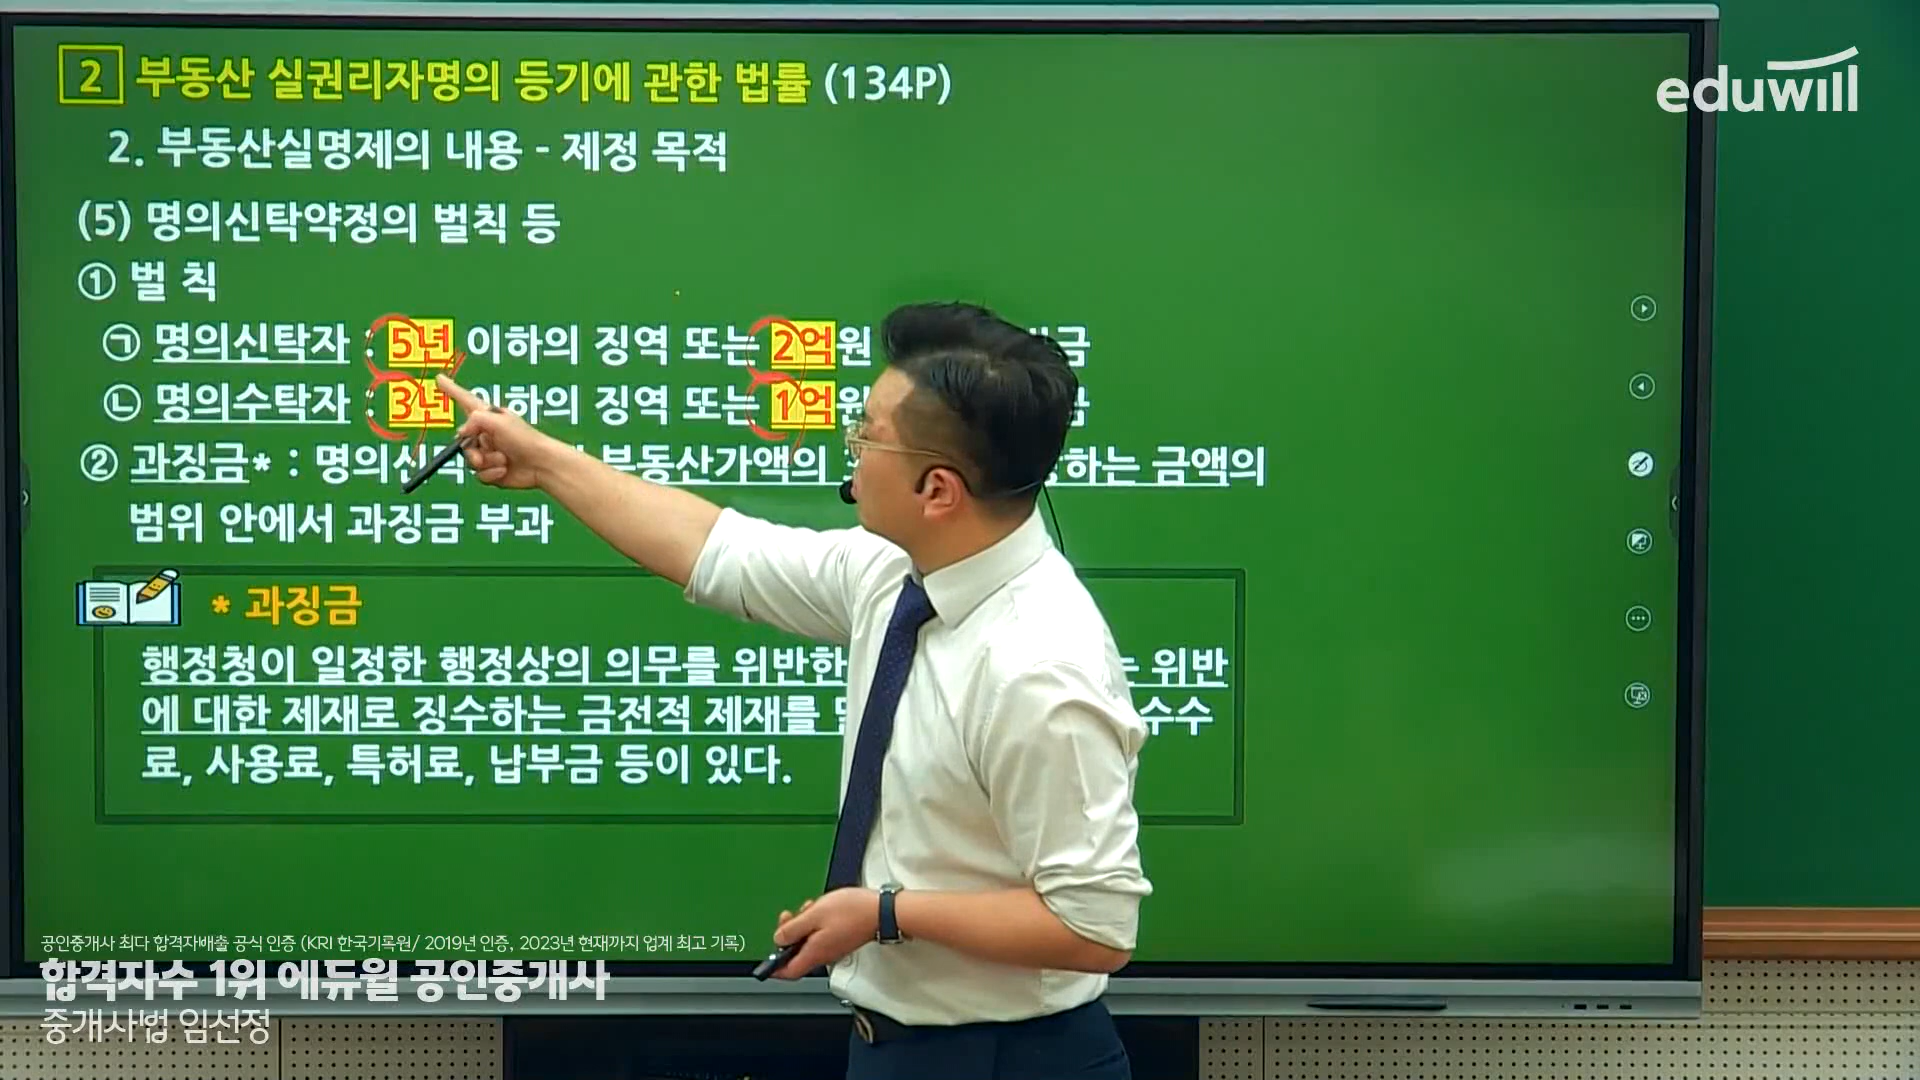 2 부동산 실권리자명의 등기에 관한 법률 (134P)
eduwill
2. 부동산실명제의 내용 - 제정 목적
(5) 명의신탁약정의 벌칙 등
① 벌 칙
㉠ 명의신탁자 : 5년 이하의 징역 또는 2억원 금
㉡ 명의수탁자 : 3년 이하의 징역 또는 1억원 금
② 과징금* : 명의신탁 부동산가액의 하는 금액의
범위 안에서 과징금 부과
* 과징금
행정청이 일정한 행정상의 의무를 위반한 위반
에 대한 제재로 징수하는 금전적 제재를 수수
료, 사용료, 특허료, 납부금 등이 있다.
공인중개사 최다 합격자배출 공식 인증 (KRI 한국기록원/ 2019년 인증, 2023년 현재까지 업계 최고 기록)
합격자수 1위 에듀윌 공인중개사
중개사법 임선정